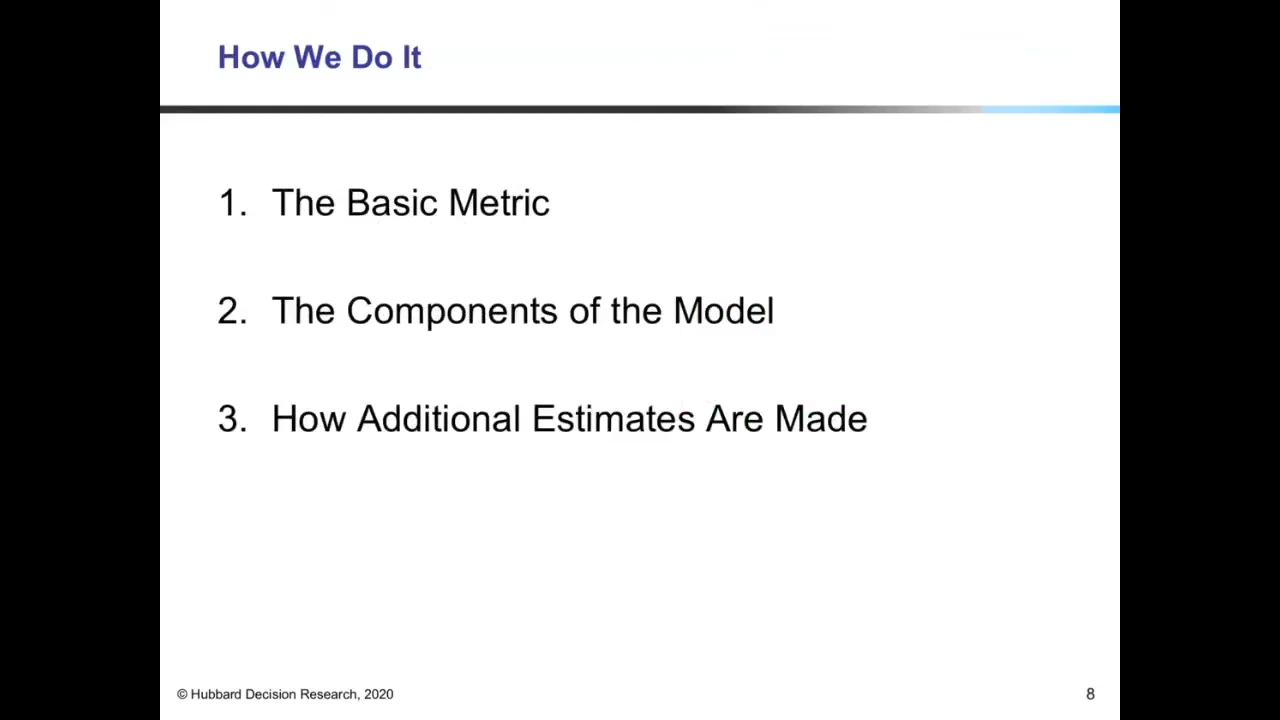 How We Do It
1. The Basic Metric
2. The Components of the Model
3. How Additional Estimates Are Made
© Hubbard Decision Research, 2020
8